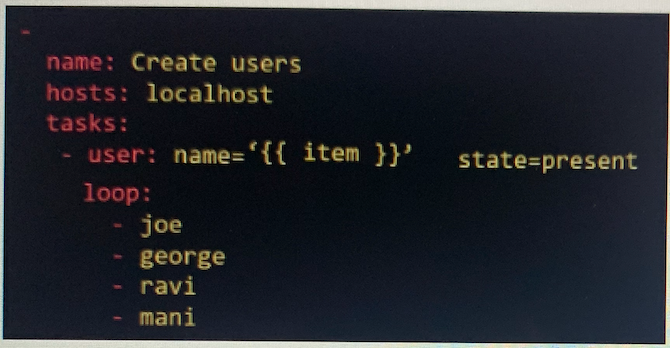 -
name: Create users
hosts: localhost
tasks:
- user: name=‘{{ item }}’ state=present
loop:
- joe
- george
- ravi
- mani